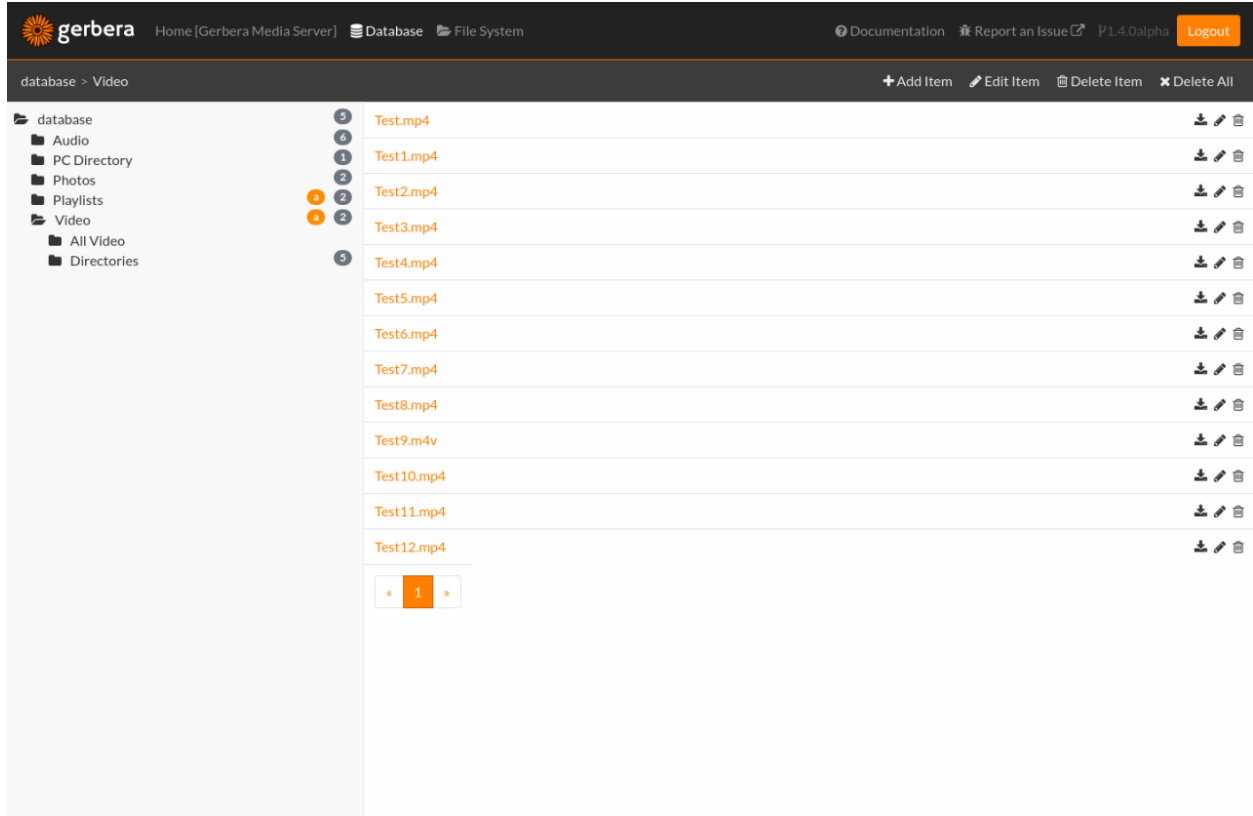 gerbera Home [Gerbera Media Server] Database File System Documentation Report an Issue 1.4.0alpha Logout
database > Video Add Item Edit Item Delete Item Delete All
database 5
Audio 6
PC Directory 1
Photos 2
Playlists a 2
Video a 2
All Video
Directories 5
Test.mp4
Test1.mp4
Test2.mp4
Test3.mp4
Test4.mp4
Test5.mp4
Test6.mp4
Test7.mp4
Test8.mp4
Test9.m4v
Test10.mp4
Test11.mp4
Test12.mp4
« 1 »